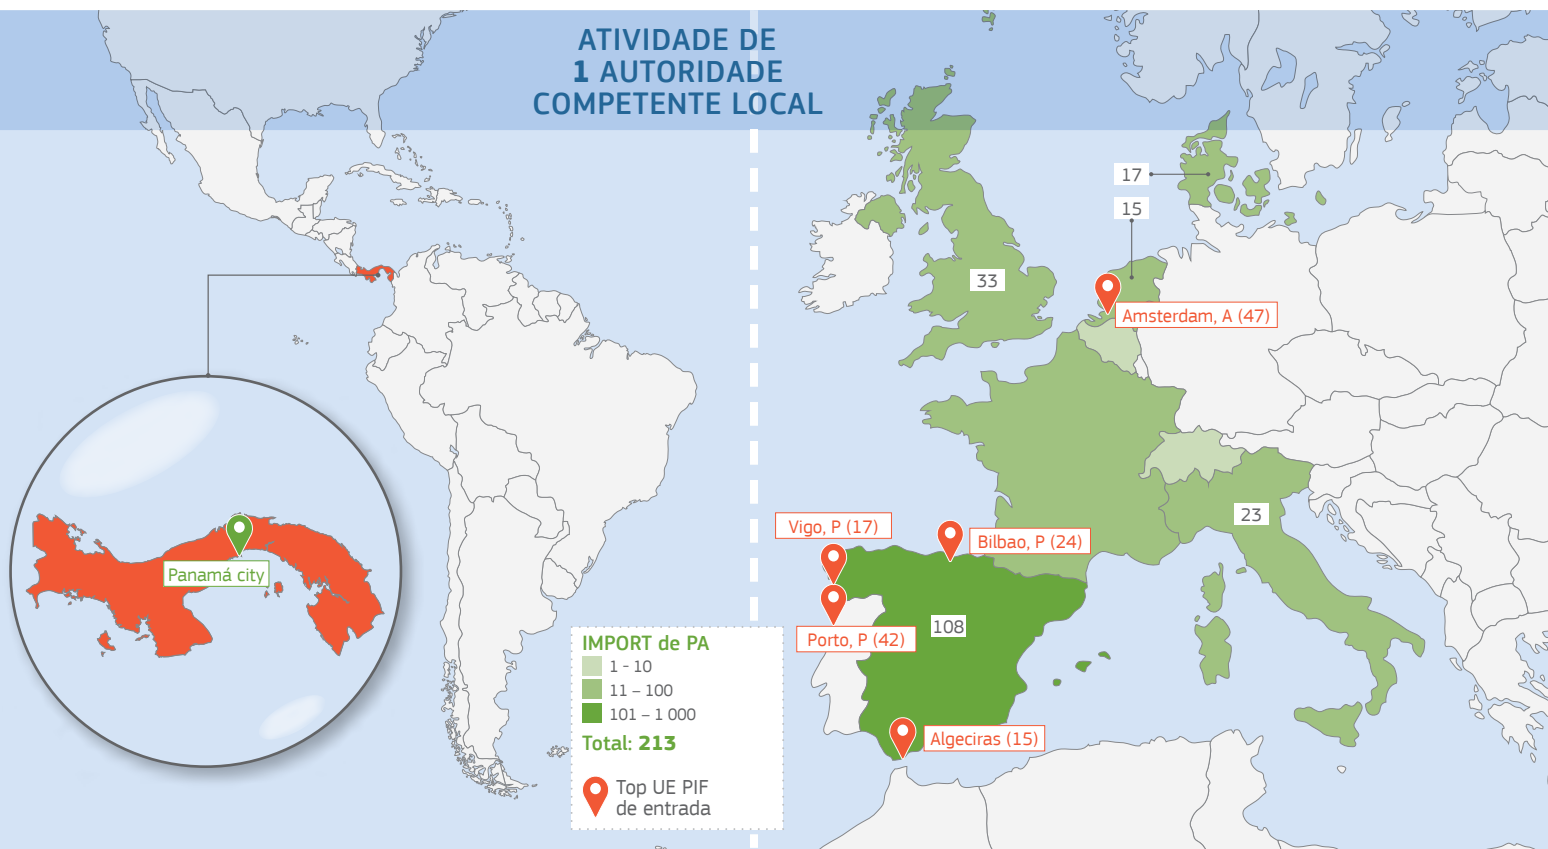 ATIVIDADE DE
1 AUTORIDADE
COMPETENTE LOCAL
17
15
33
Amsterdam, A (47)
23
Vigo, P (17)
Bilbao, P (24)
Panamá city
108
Porto, P (42)
IMPORT de PA
1 - 10
11 – 100
101 – 1 000
Total: 213
Algeciras (15)
Top UE PIF
de entrada